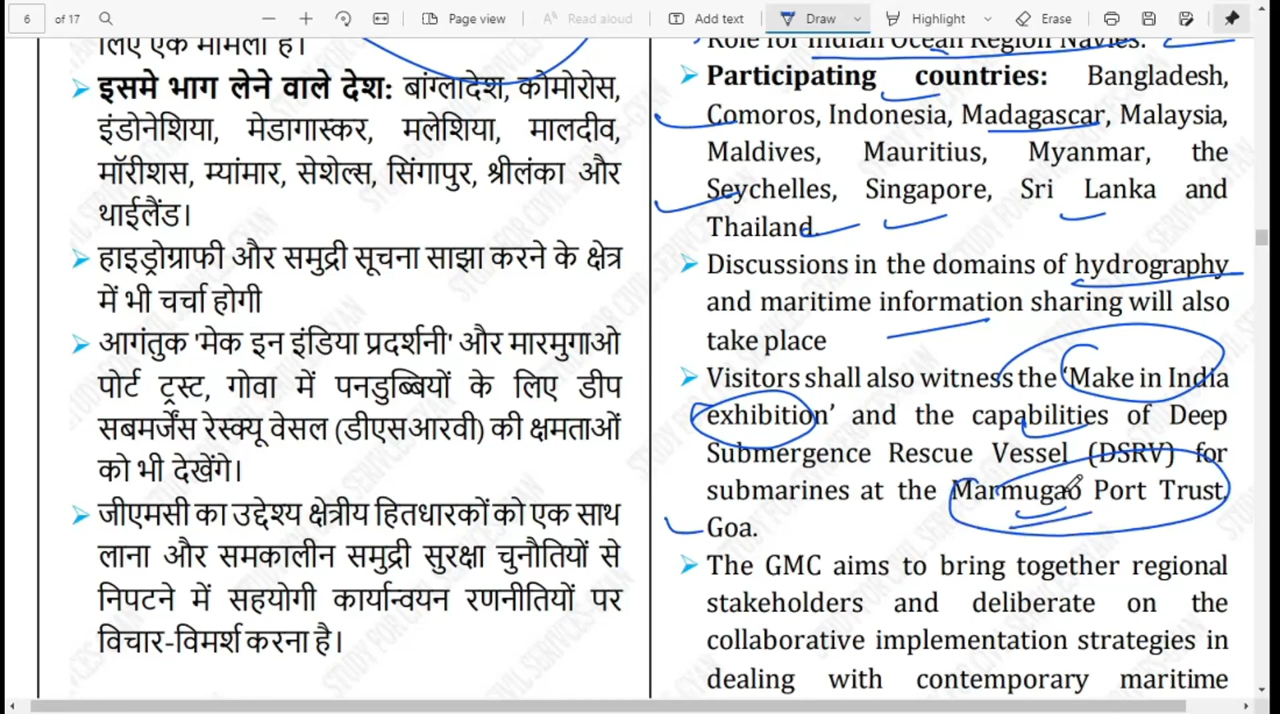 6 of 17 Page view Read aloud Add text Draw Highlight Erase
लिए एक मामला है।
इसमे भाग लेने वाले देश: बांग्लादेश, कोमोरोस,
इंडोनेशिया, मेडागास्कर, मलेशिया, मालदीव,
मॉरीशस, म्यांमार, सेशेल्स, सिंगापुर, श्रीलंका और
थाईलैंड।
हाइड्रोग्राफी और समुद्री सूचना साझा करने के क्षेत्र
में भी चर्चा होगी
आगंतुक 'मेक इन इंडिया प्रदर्शनी' और मारमुगाओ
पोर्ट ट्रस्ट, गोवा में पनडुब्बियों के लिए डीप
सबमर्जेंस रेस्क्यू वेसल (डीएसआरवी) की क्षमताओं
को भी देखेंगे।
जीएमसी का उद्देश्य क्षेत्रीय हितधारकों को एक साथ
लाना और समकालीन समुद्री सुरक्षा चुनौतियों से
निपटने में सहयोगी कार्यान्वयन रणनीतियों पर
विचार-विमर्श करना है।
Role for Indian Ocean Region Navies.
Participating countries: Bangladesh,
Comoros, Indonesia, Madagascar, Malaysia,
Maldives, Mauritius, Myanmar, the
Seychelles, Singapore, Sri Lanka and
Thailand.
Discussions in the domains of hydrography
and maritime information sharing will also
take place
Visitors shall also witness the 'Make in India
exhibition' and the capabilities of Deep
Submergence Rescue Vessel (DSRV) for
submarines at the Marmugao Port Trust,
Goa.
The GMC aims to bring together regional
stakeholders and deliberate on the
collaborative implementation strategies in
dealing with contemporary maritime